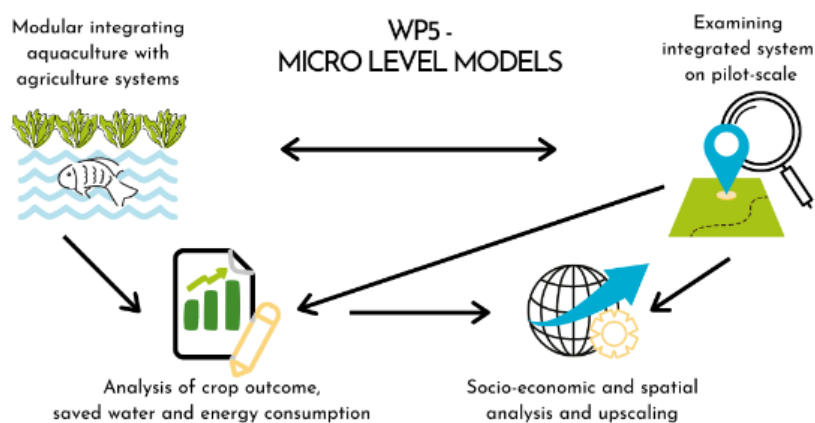 WP5 -
MICRO LEVEL MODELS
Modular integrating
aquaculture with
agriculture systems
Examining
integrated system
on pilot-scale
Analysis of crop outcome,
saved water and energy consumption
Socio-economic and spatial
analysis and upscaling